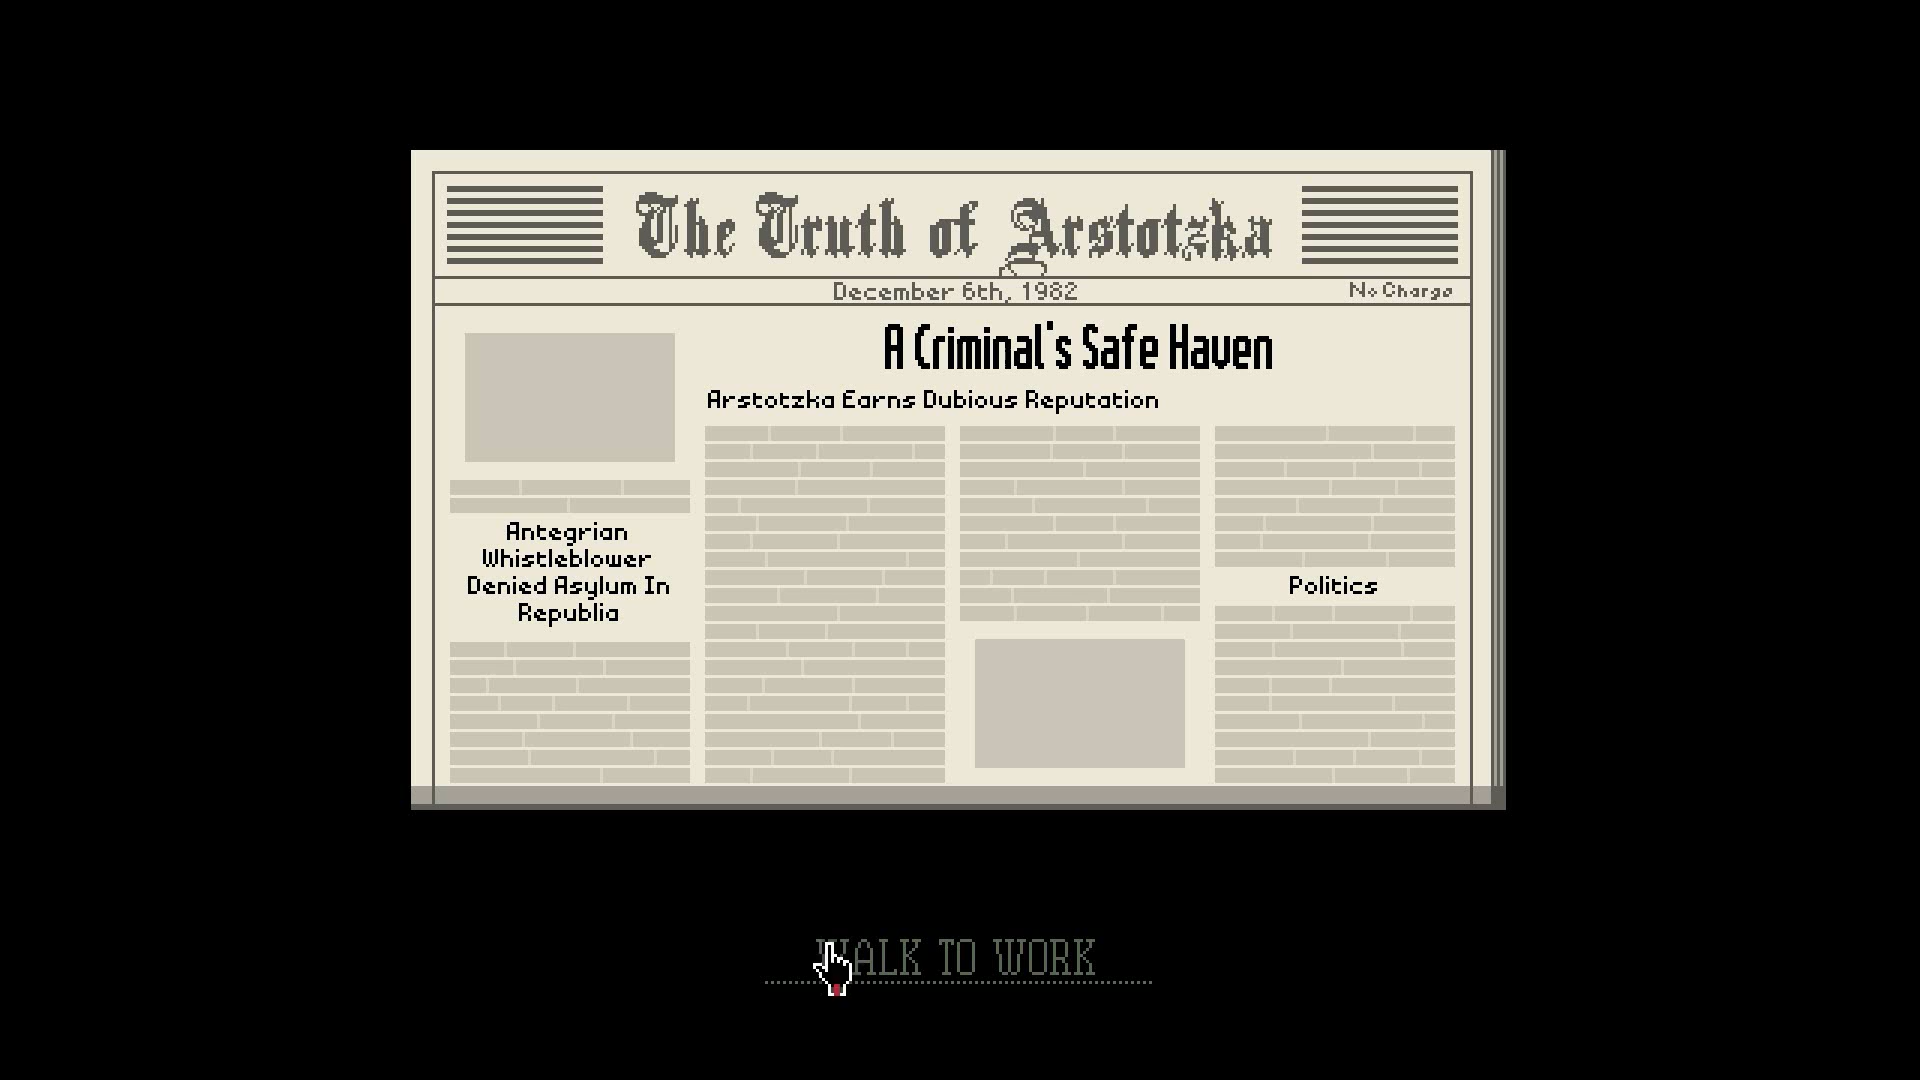 The Truth of Arstotzka
December 6th, 1982
No Charge
A Criminal's Safe Haven
Arstotzka Earns Dubious Reputation
Antegrian
Whistleblower
Denied Asylum In
Republia
Politics
WALK TO WORK